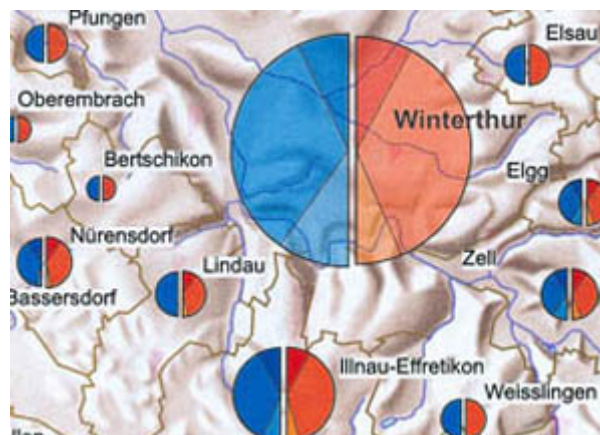 Pfungen
Elsau
Oberembrach
Winterthur
Bertschikon
Elgg
Nürensdorf
Lindau
Zell
Bassersdorf
Illnau-Effretikon
Weisslingen